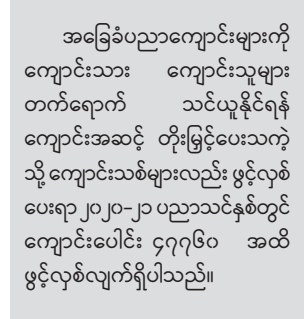 အခြေခံပညာကျောင်းများကို
ကျောင်းသား ကျောင်းသူများ
တက်ရောက် သင်ယူနိုင်ရန်
ကျောင်းအဆင့် တိုးမြှင့်ပေးသကဲ့
သို့ ကျောင်းသစ်များလည်း ဖွင့်လှစ်
ပေးရာ ၂၀၂၀–၂၁ ပညာသင်နှစ်တွင်
ကျောင်းပေါင်း ၄၇၇၆၀ အထိ
ဖွင့်လှစ်လျက်ရှိပါသည်။